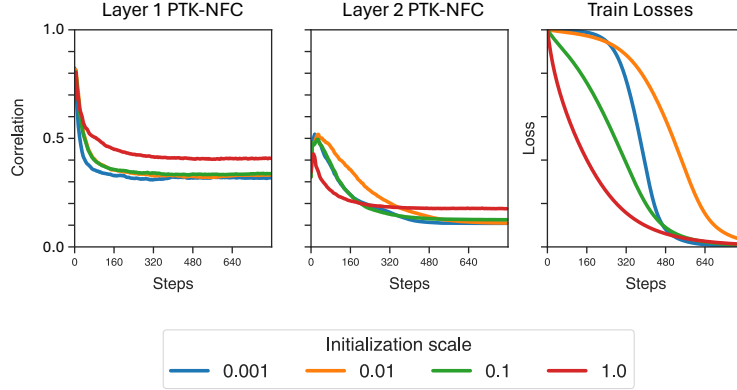 Layer 1 PTK-NFC
Layer 2 PTK-NFC
Train Losses
1.0
0.5
0.0
Correlation
Loss
0 160 320 480 640
0 160 320 480 640
0 160 320 480 640
Steps
Steps
Steps
Initialization scale
0.001 0.01 0.1 1.0